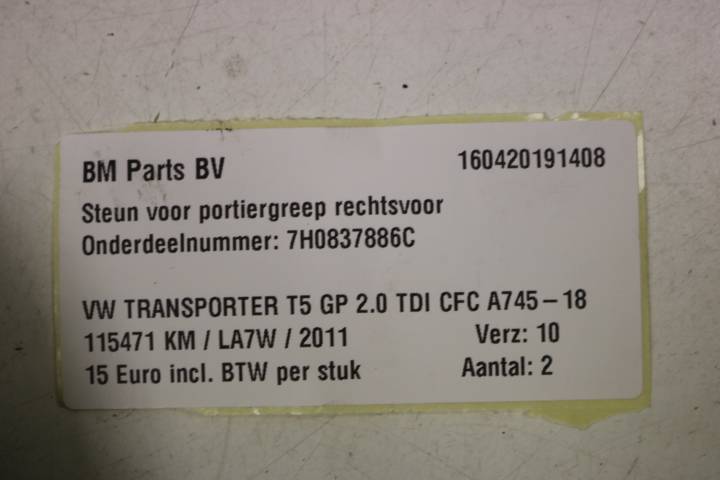 BM Parts BV 160420191408
Steun voor portiergreep rechtsvoor
Onderdeelnummer: 7H0837886C
VW TRANSPORTER T5 GP 2.0 TDI CFC A745-18
115471 KM / LA7W / 2011 Verz: 10
15 Euro incl. BTW per stuk Aantal: 2